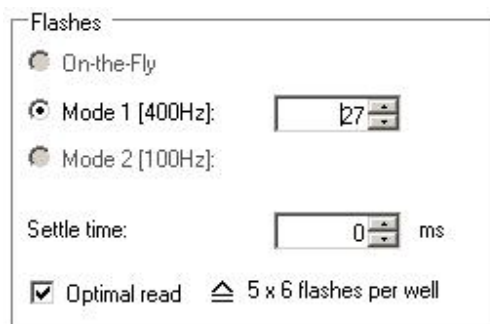 Flashes
On-the-Fly
Mode 1 [400Hz]: 27
Mode 2 [100Hz]:
Settle time: 0 ms
Optimal read ≙ 5 x 6 flashes per well